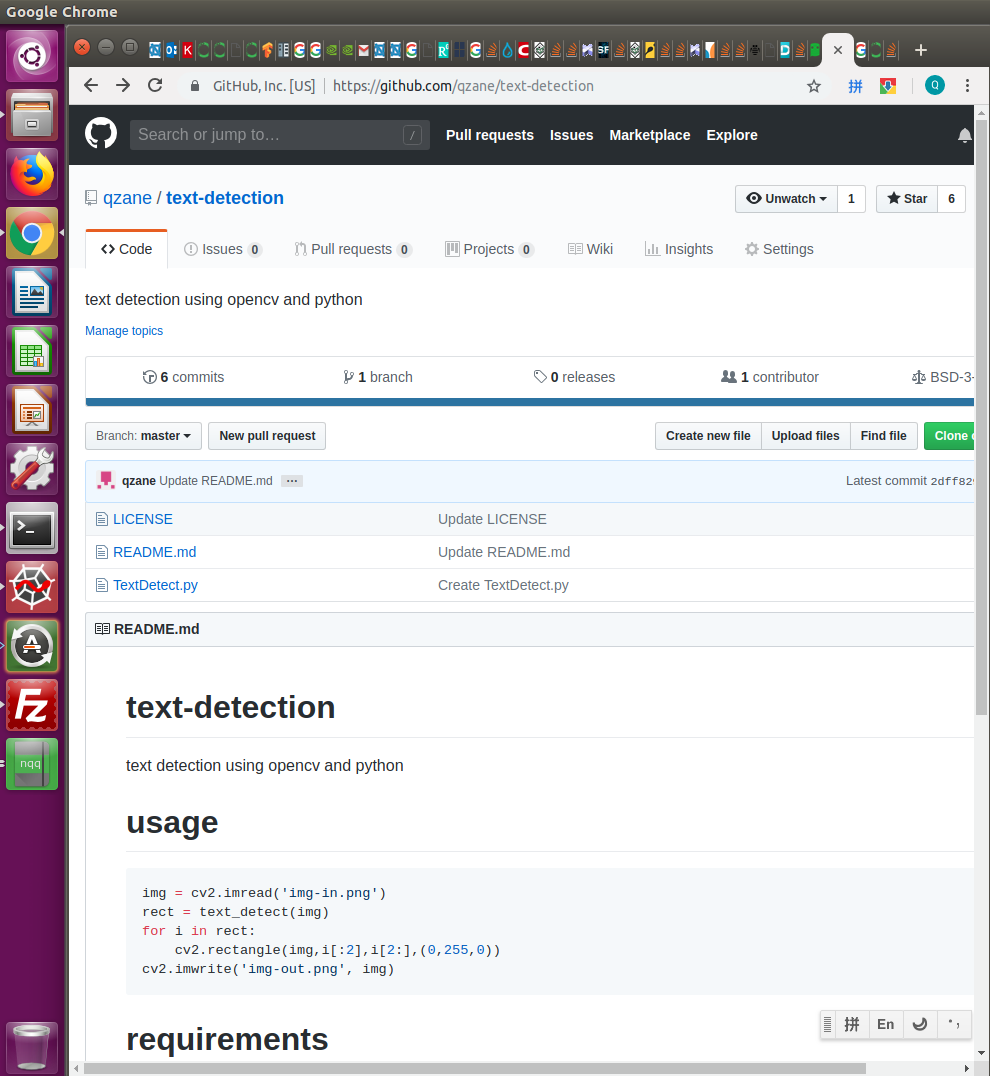 Google Chrome
GitHub, Inc. [US] https://github.com/qzane/text-detection Q
Search or jump to… / Pull requests Issues Marketplace Explore
qzane / text-detection Unwatch 1 Star 6
Code Issues 0 Pull requests 0 Projects 0 Wiki Insights Settings
text detection using opencv and python
Manage topics
6 commits 1 branch 0 releases 1 contributor BSD-3-
Branch: master New pull request Create new file Upload files Find file Clone
qzane Update README.md … Latest commit 2dff829
LICENSE Update LICENSE
README.md Update README.md
TextDetect.py Create TextDetect.py
README.md
text-detection
text detection using opencv and python
usage
img = cv2.imread('img-in.png')
rect = text_detect(img)
for i in rect:
    cv2.rectangle(img,i[:2],i[2:],(0,255,0))
cv2.imwrite('img-out.png', img)
requirements
拼 En
Fz
nqq